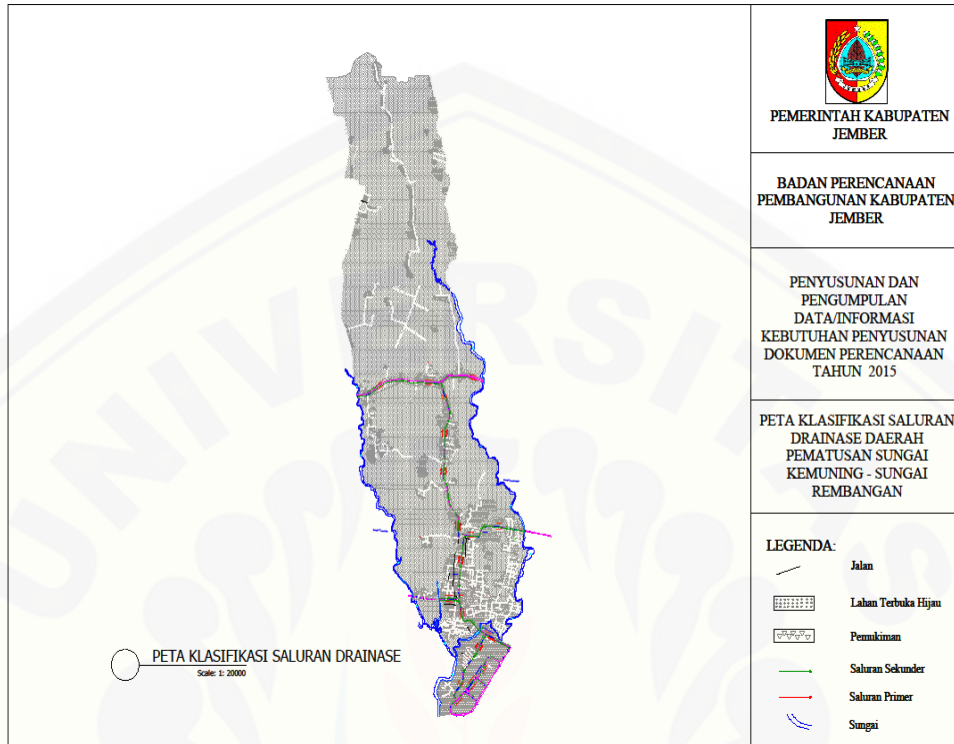 PEMERINTAH KABUPATEN
JEMBER
BADAN PERENCANAAN
PEMBANGUNAN KABUPATEN
JEMBER
PENYUSUNAN DAN
PENGUMPULAN
DATA/INFORMASI
KEBUTUHAN PENYUSUNAN
DOKUMEN PERENCANAAN
TAHUN 2015
PETA KLASIFIKASI SALURAN
DRAINASE DAERAH
PEMATUSAN SUNGAI
KEMUNING - SUNGAI
REMBANGAN
LEGENDA:
Jalan
Lahan Terbuka Hijau
Pemukiman
Saluran Sekunder
Saluran Primer
Sungai
PETA KLASIFIKASI SALURAN DRAINASE
Scale: 1: 20000
UNIVERSITAS